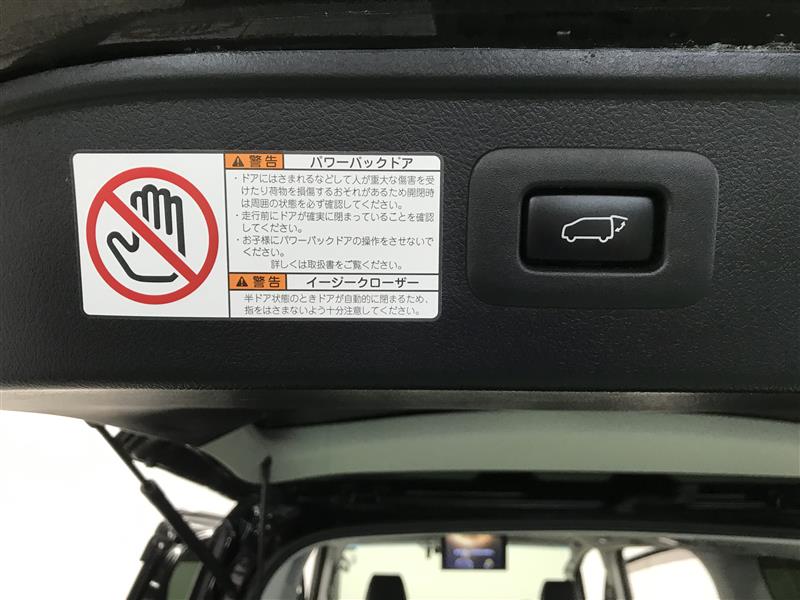 警告 パワーバックドア
・ドアにはさまれるなどして人が重大な傷害を受
けたり荷物を損傷するおそれがあるため開閉時
は周囲の状態を必ず確認してください。
・走行前にドアが確実に閉まっていることを確認
してください。
・お子様にパワーバックドアの操作をさせないで
ください。
詳しくは取扱書をご覧ください。
警告 イージークローザー
半ドア状態のときドアが自動的に閉まるため、
指をはさまないよう十分注意してください。